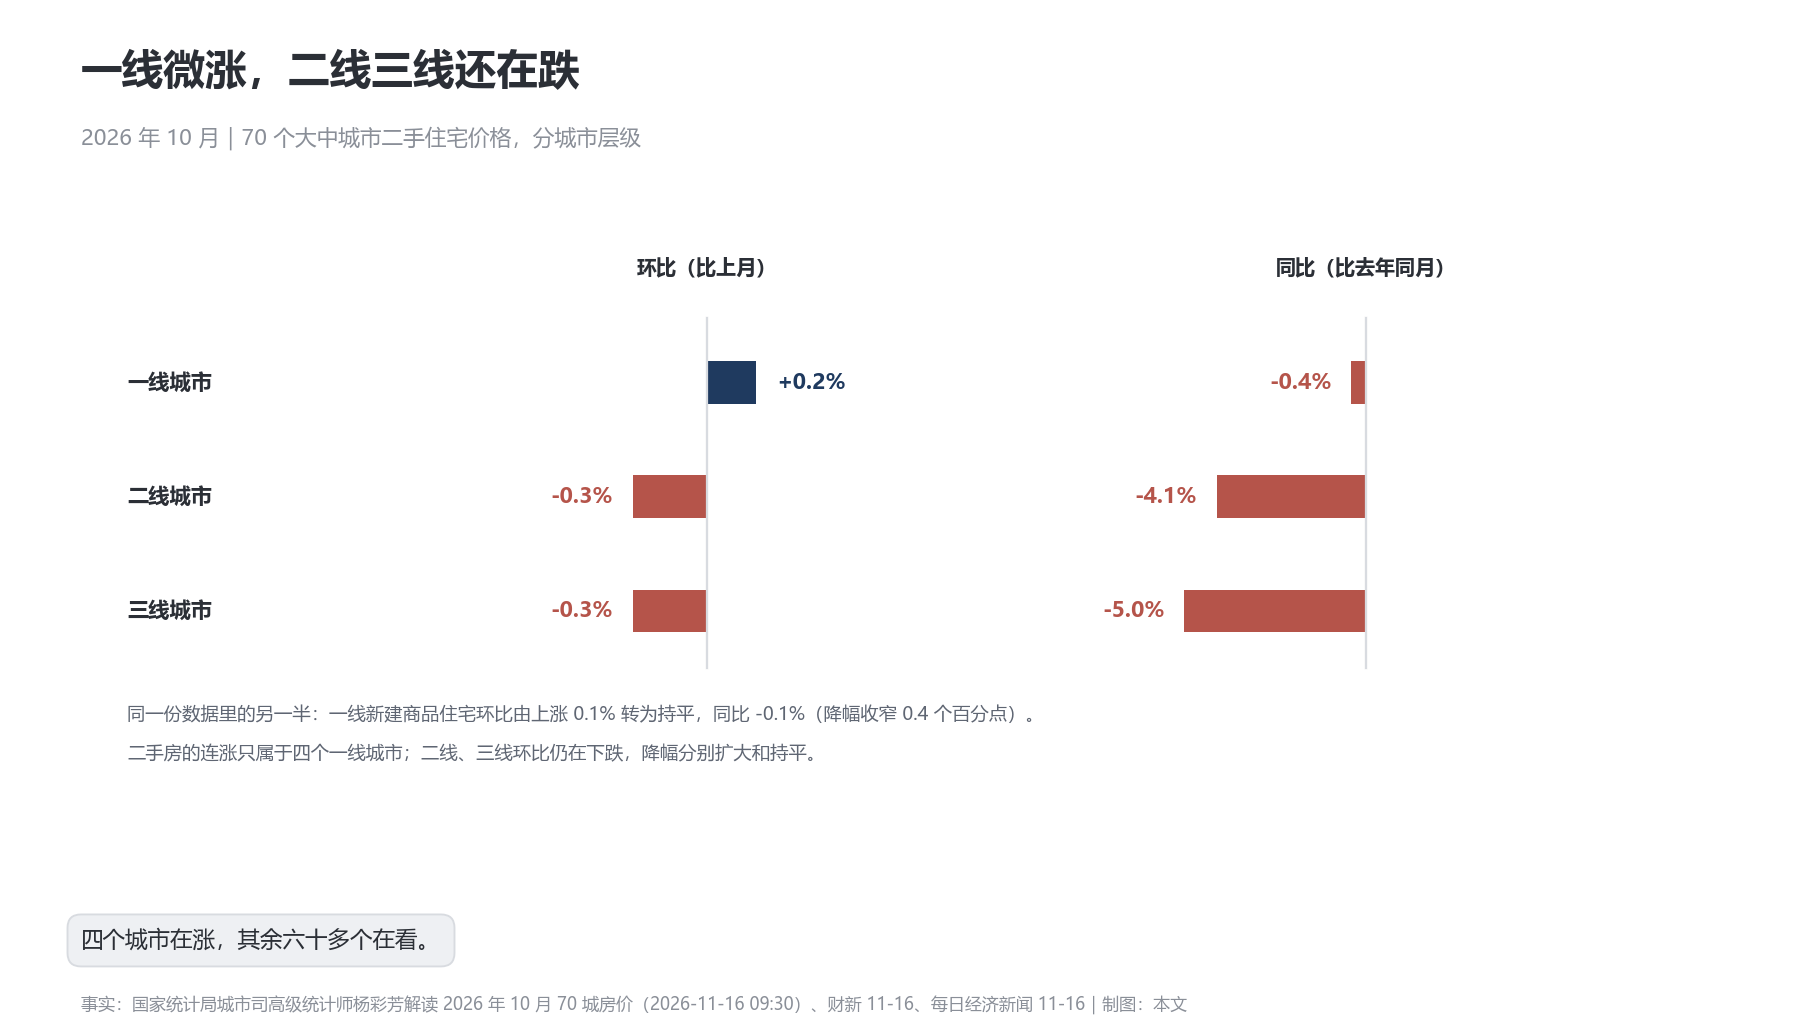 一线微涨，二线三线还在跌
2026 年 10 月 | 70 个大中城市二手住宅价格，分城市层级
环比（比上月）
同比（比去年同月）
一线城市
+0.2%
-0.4%
二线城市
-0.3%
-4.1%
三线城市
-0.3%
-5.0%
同一份数据里的另一半：一线新建商品住宅环比由上涨 0.1% 转为持平，同比 -0.1%（降幅收窄 0.4 个百分点）。
二手房的连涨只属于四个一线城市；二线、三线环比仍在下跌，降幅分别扩大和持平。
四个城市在涨，其余六十多个在看。
事实：国家统计局城市司高级统计师杨彩芳解读 2026 年 10 月 70 城房价（2026-11-16 09:30）、财新 11-16、每日经济新闻 11-16 | 制图：本文